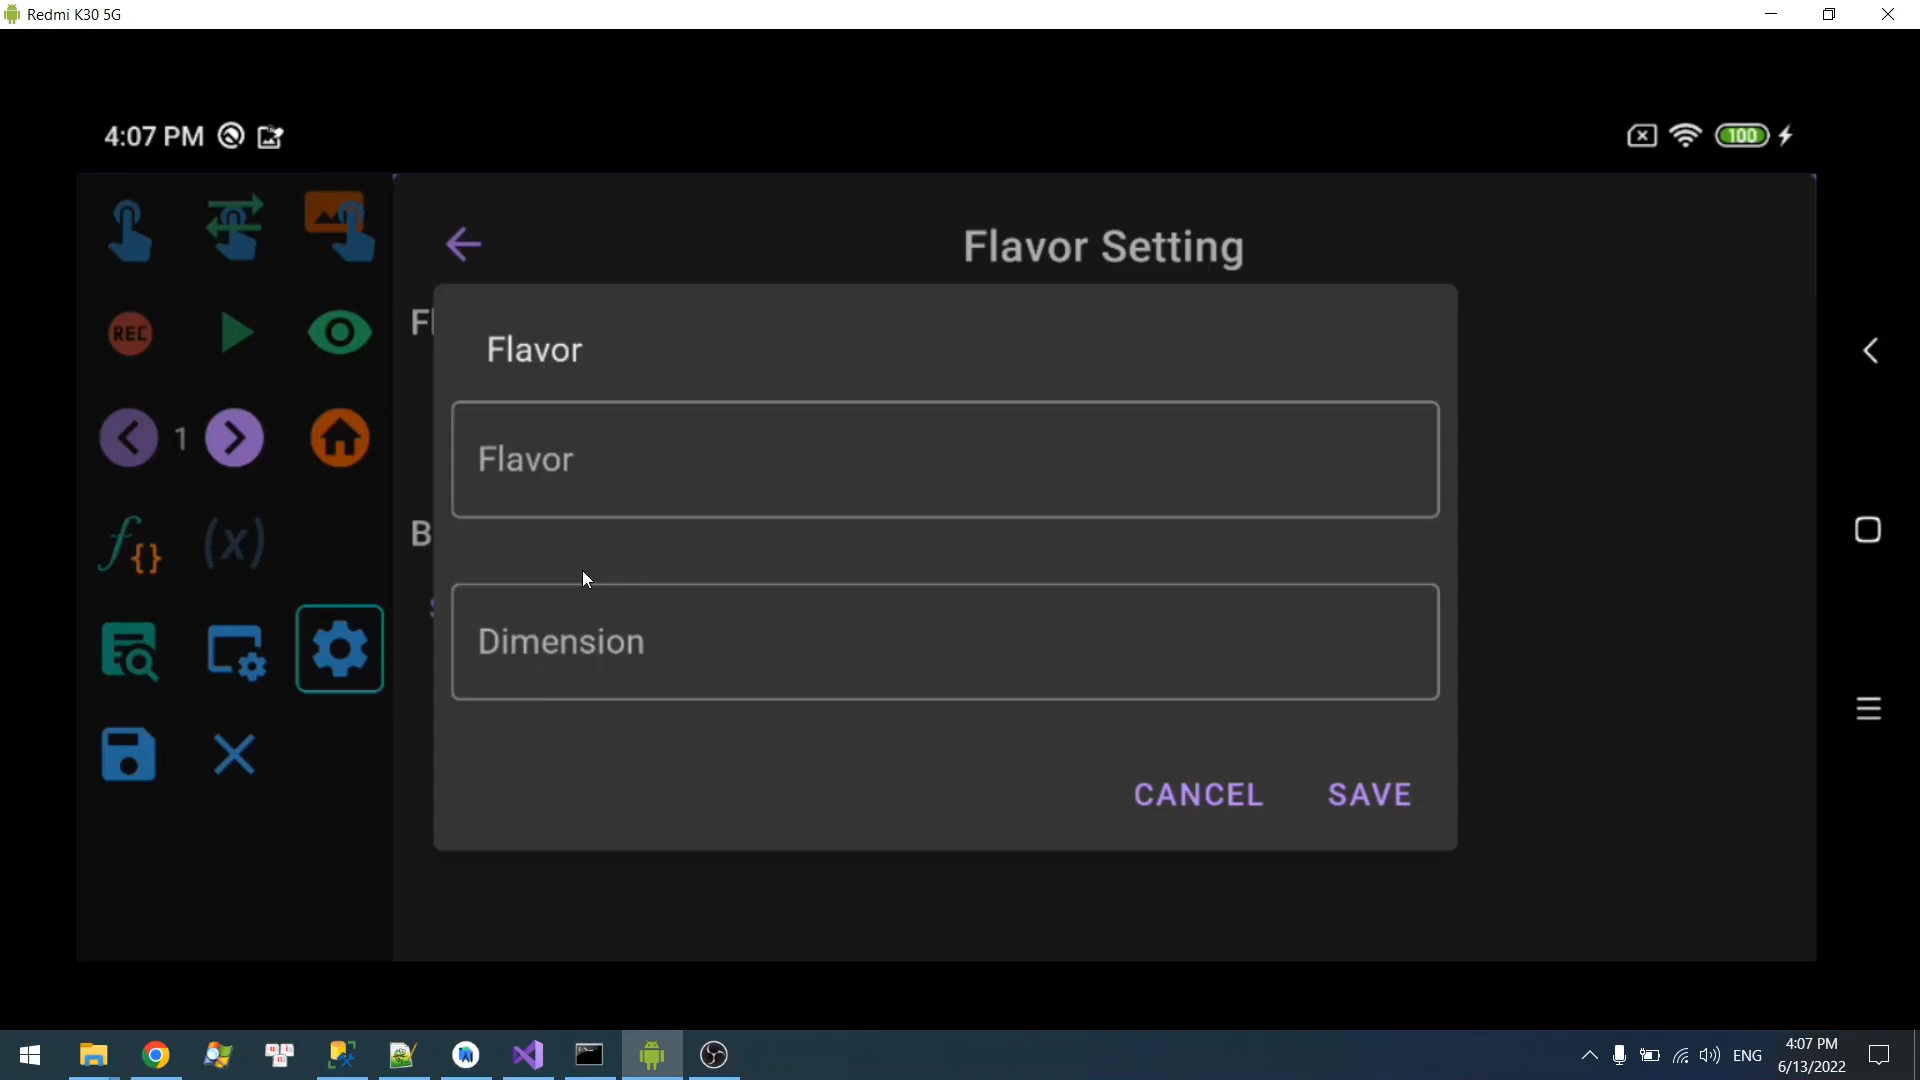 Redmi K30 5G
4:07 PM
100
Flavor Setting
Fl
Flavor
REC
Flavor
1
B
f{}
(x)
Dimension
CANCEL SAVE
ENG
4:07 PM
6/13/2022